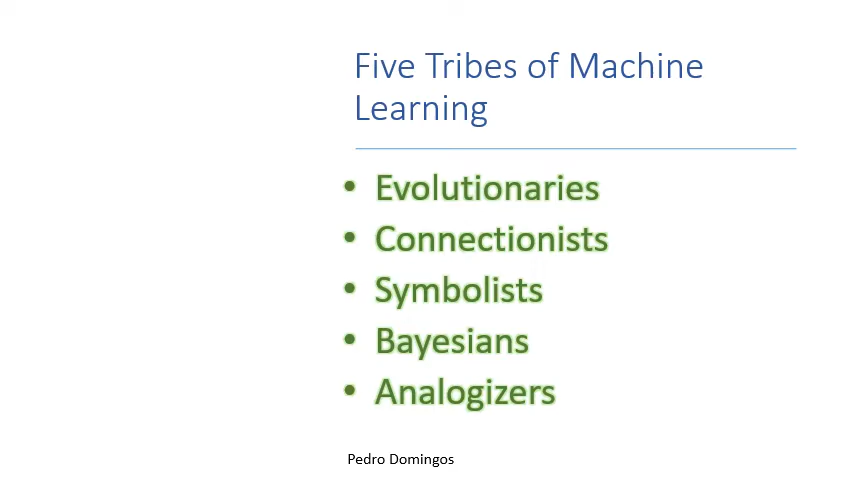 Five Tribes of Machine
Learning
• Evolutionaries
• Connectionists
• Symbolists
• Bayesians
• Analogizers
Pedro Domingos